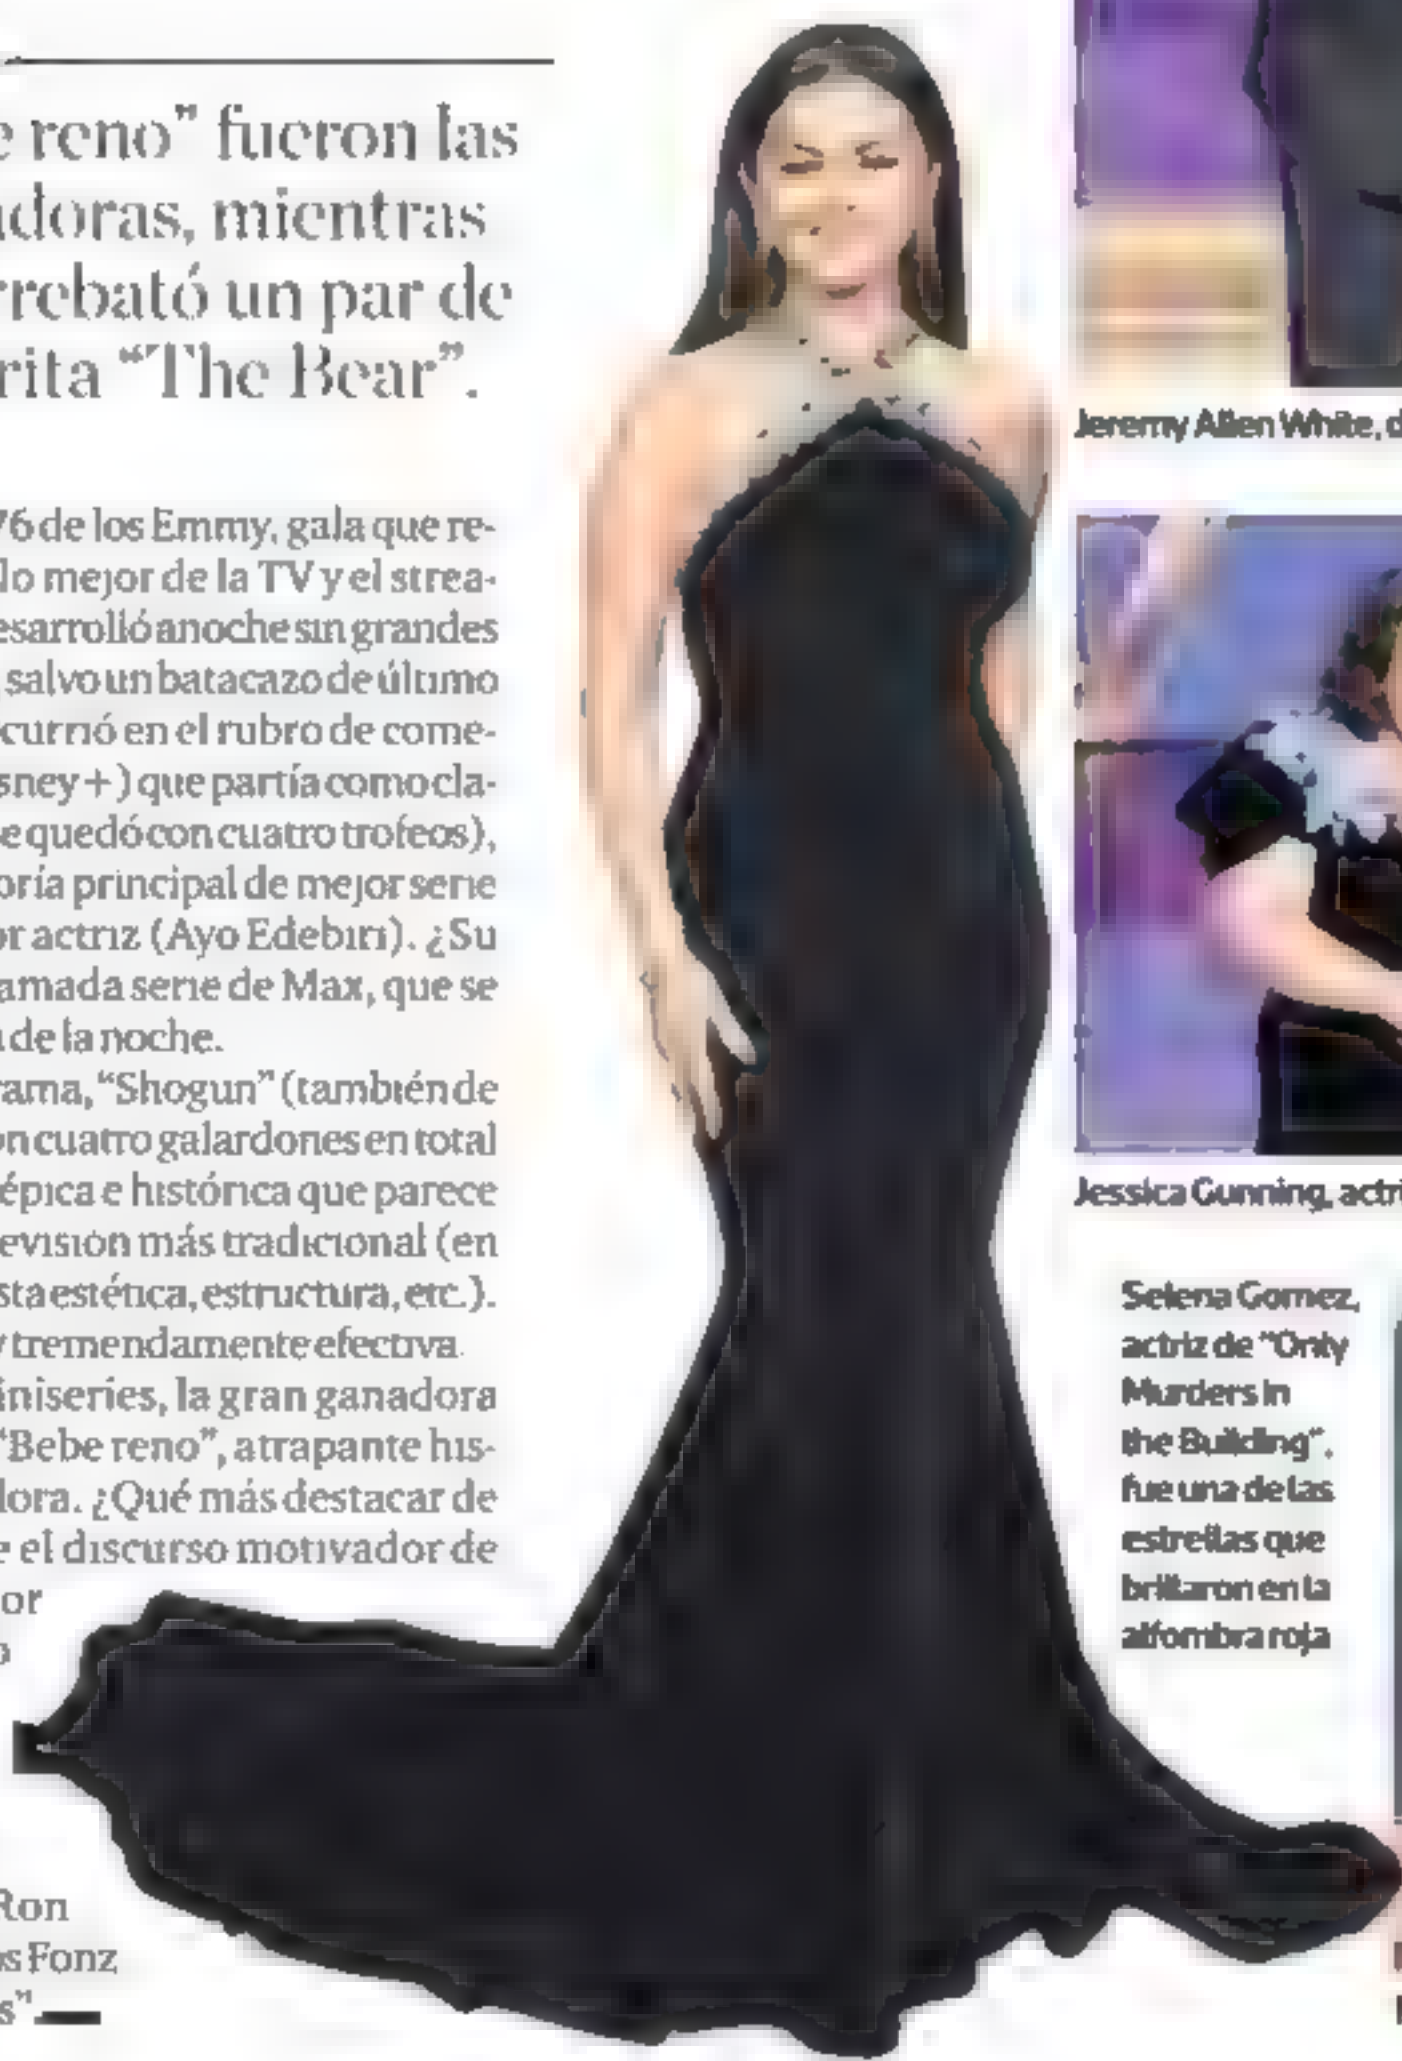 reno” fueron las
adoras, mientras
rrebató un par de
rita “The Bear”.
76 de los Emmy, gala que re-
lo mejor de la TV y el strea-
esarrolló anoche sin grandes
salvo un batacazo de último
currió en el rubro de come-
sney+) que partía como cla-
e quedó con cuatro trofeos),
oría principal de mejor serie
or actriz (Ayo Edebiri). ¿Su
amada serie de Max, que se
de la noche.
rama, “Shogun” (también de
on cuatro galardones en total
épica e histórica que parece
evisión más tradicional (en
sta estética, estructura, etc.).
y tremendamente efectiva.
iniseries, la gran ganadora
“Bebe reno”, atrapante his-
dora. ¿Qué más destacar de
e el discurso motivador de
or
o
Ron
os Fonz
s”
Jeremy Allen White, d
Jessica Gunning, actri
Selena Gomez,
actriz de “Only
Murders in
the Building”,
fue una de las
estrellas que
brillaron en la
alfombra roja